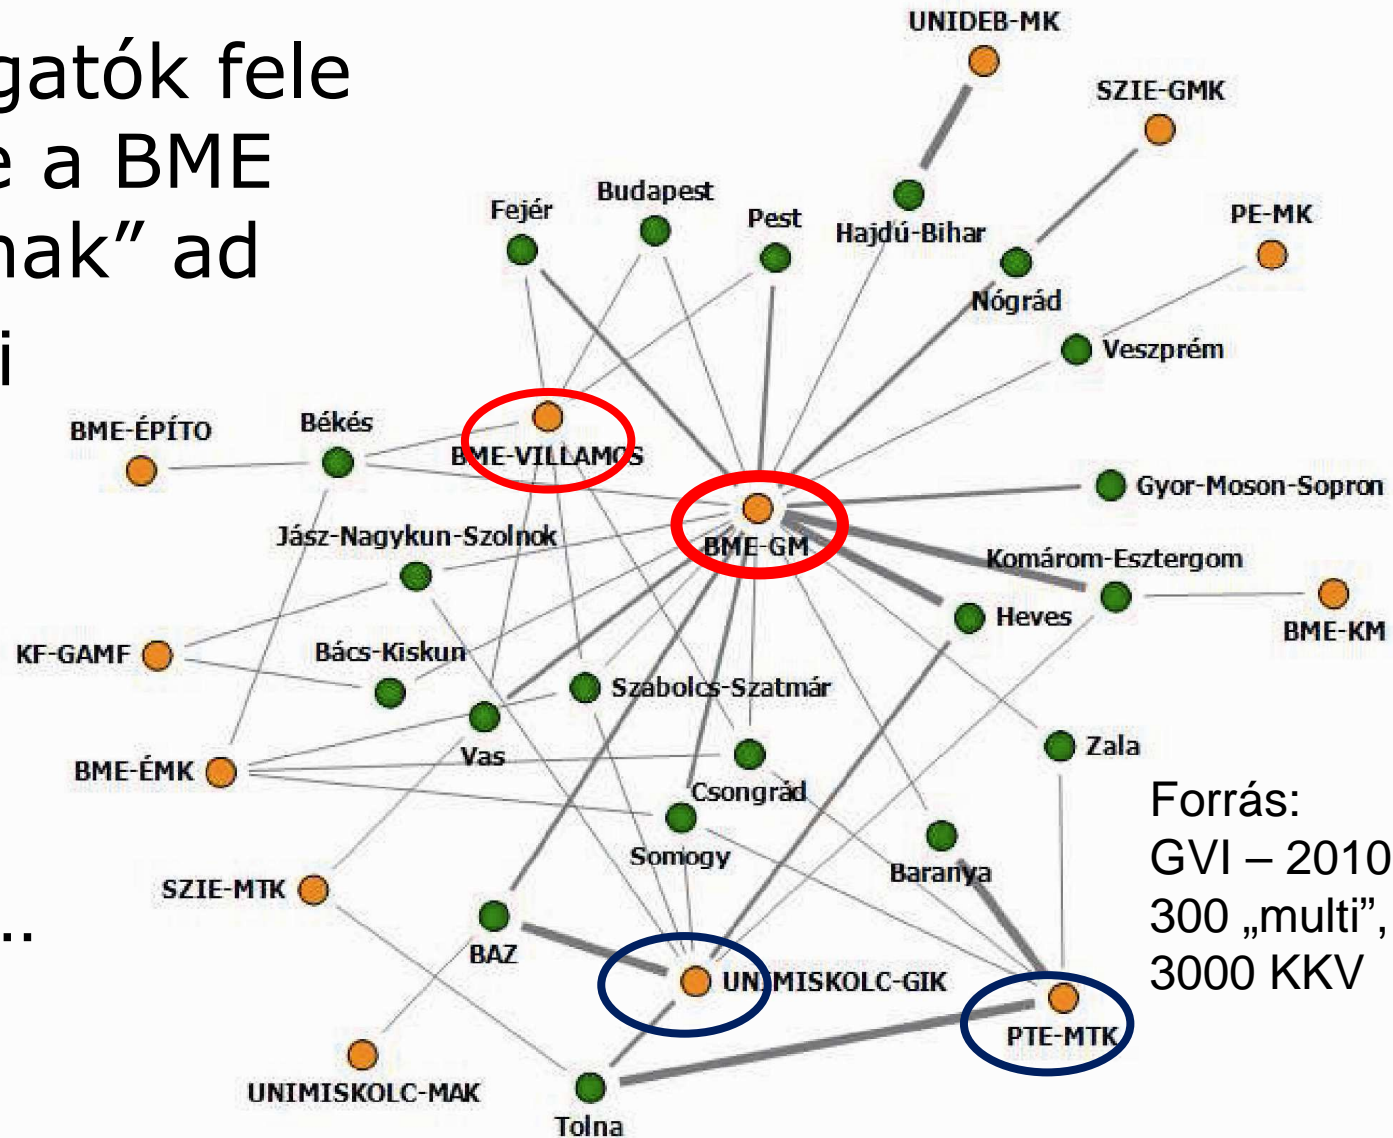 gatók fele
e a BME
nak” ad
i
..
UNIDEB-MK
SZIE-GMK
Budapest
Fejér
Pest
PE-MK
Hajdú-Bihar
Nógrád
Veszprém
BME-ÉPÍTO
Békés
BME-VILLAMOS
Gyor-Moson-Sopron
Jász-Nagykun-Szolnok
BME-GM
Komárom-Esztergom
Heves
BME-KM
KF-GAMF
Bács-Kiskun
Szabolcs-Szatmár
Vas
Zala
BME-ÉMK
Csongrád
Somogy
Baranya
SZIE-MTK
BAZ
UNIMISKOLC-GIK
PTE-MTK
UNIMISKOLC-MAK
Tolna
Forrás:
GVI – 2010
300 „multi”,
3000 KKV